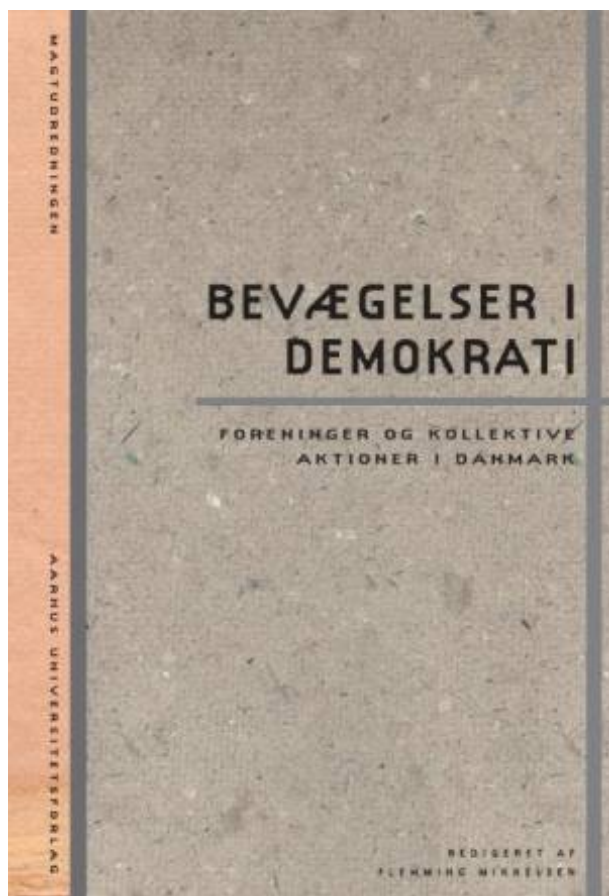 MAGTUDREDNINGEN
BEVÆGELSER I
DEMOKRATI
FORENINGER OG KOLLEKTIVE
AKTIONER I DANMARK
AARHUS UNIVERSITETSFORLAG
REDIGERET AF
FLEMMING MIKKELSEN